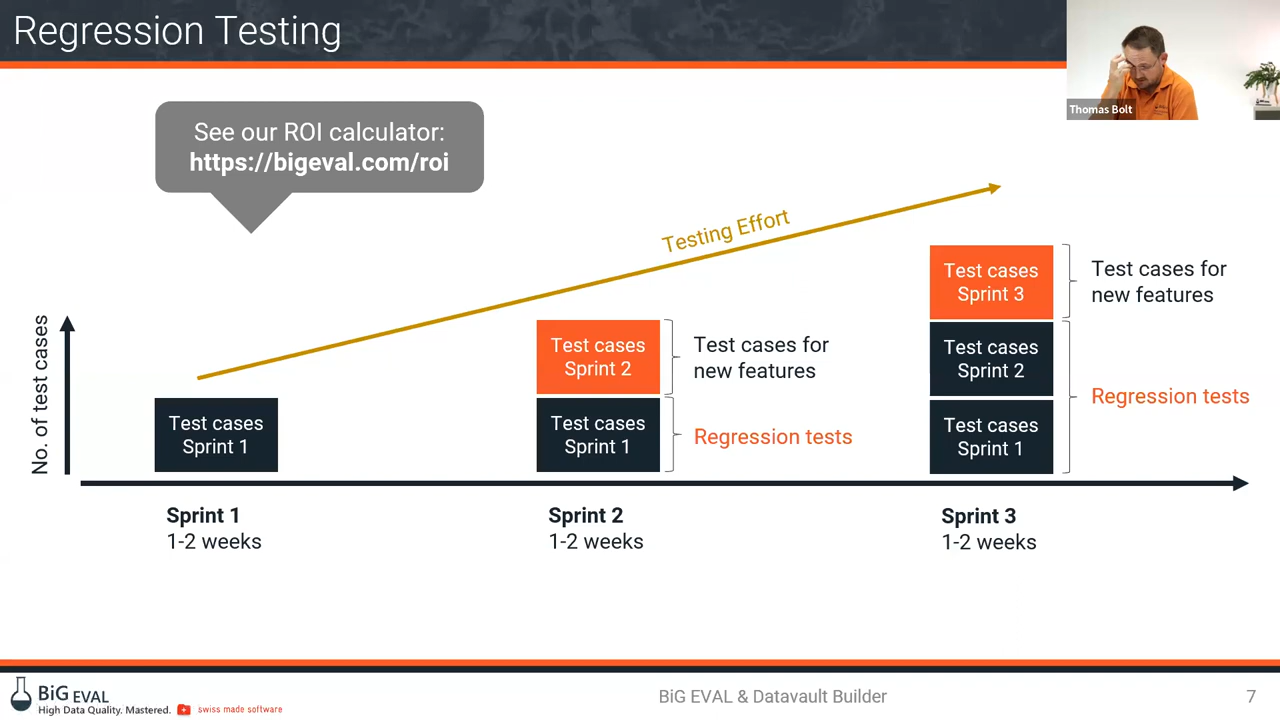 Regression Testing
Thomas Bolt
See our ROI calculator:
https://bigeval.com/roi
Testing Effort
No. of test cases
Test cases
Sprint 1
Test cases
Sprint 2
Test cases
Sprint 1
Test cases for
new features
Regression tests
Test cases
Sprint 3
Test cases
Sprint 2
Test cases
Sprint 1
Test cases for
new features
Regression tests
Sprint 1
1-2 weeks
Sprint 2
1-2 weeks
Sprint 3
1-2 weeks
BiG EVAL
High Data Quality. Mastered.
swiss made software
BiG EVAL & Datavault Builder
7